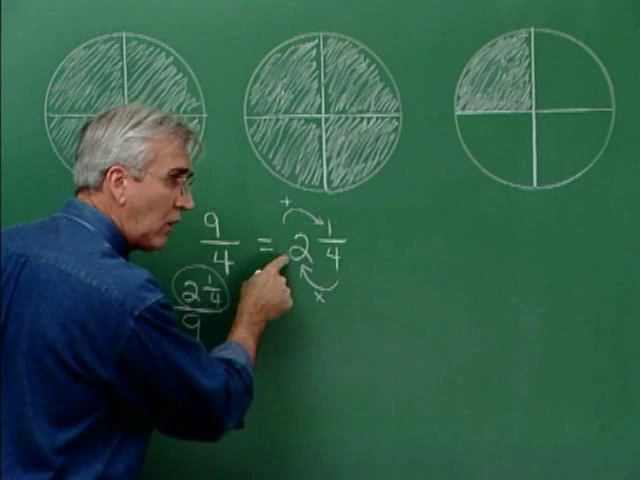 9/4 = 2 1/4
+
x
2 1/4
9